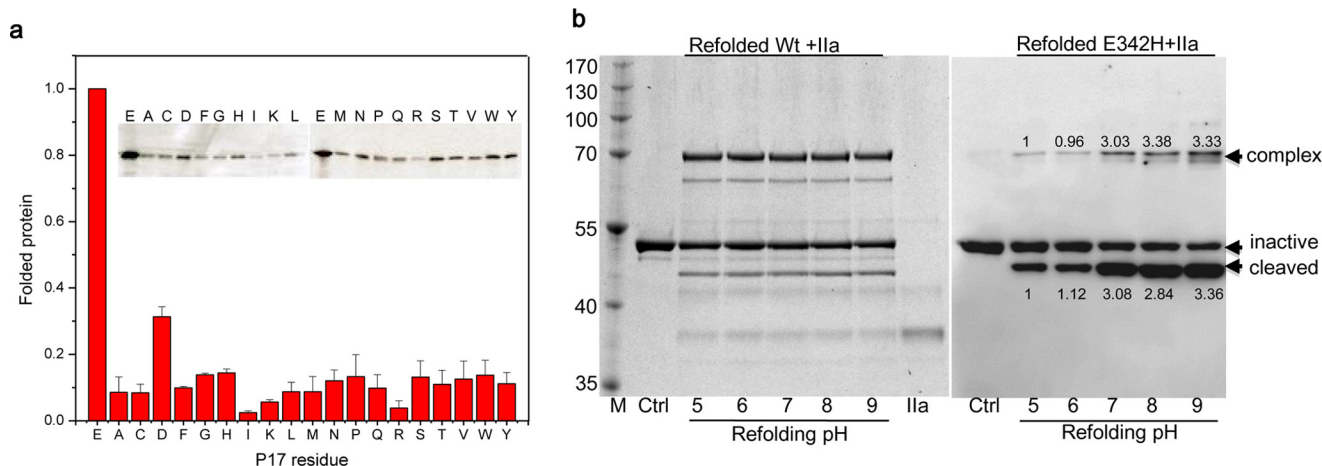 a
Folded protein
1.0
0.8
0.6
0.4
0.2
0.0
E A C D F G H I K L E M N P Q R S T V W Y
E A C D F G H I K L M N P Q R S T V W Y
P17 residue
b
Refolded Wt +IIa
Refolded E342H+IIa
170
130
100
70
55
40
35
1 0.96 3.03 3.38 3.33
complex
inactive
cleaved
1 1.12 3.08 2.84 3.36
M Ctrl 5 6 7 8 9 IIa
Refolding pH
Ctrl 5 6 7 8 9
Refolding pH